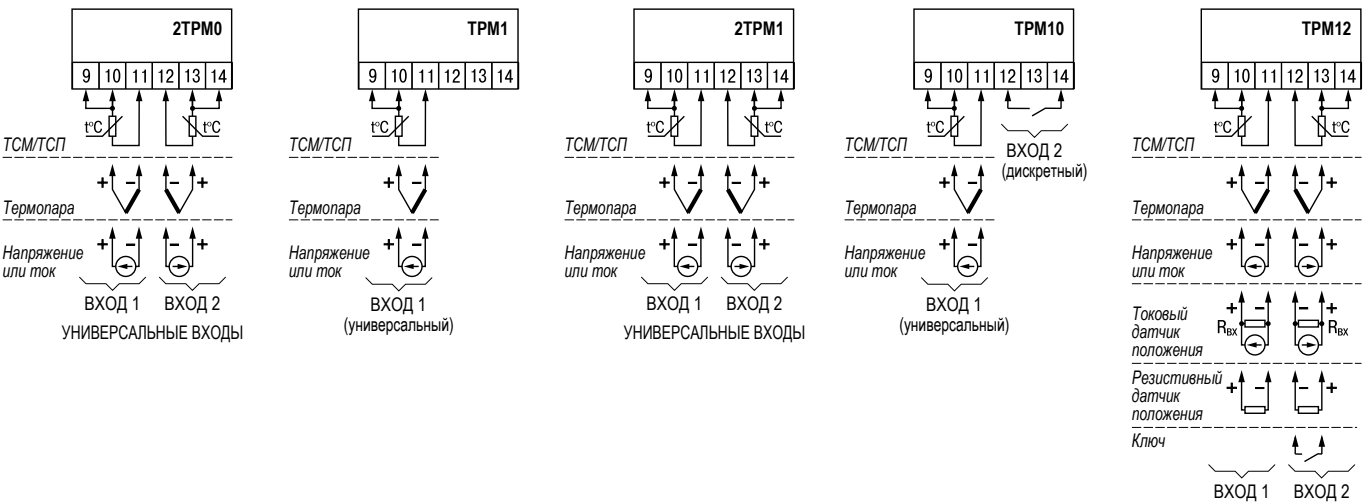 2ТРМ0
9 10 11 12 13 14
t°C t°C
ТСМ/ТСП
+ – – +
Термопара
+ – – +
Напряжение
или ток
ВХОД 1 ВХОД 2
УНИВЕРСАЛЬНЫЕ ВХОДЫ
ТРМ1
9 10 11 12 13 14
t°C
ТСМ/ТСП
+ –
Термопара
+ –
Напряжение
или ток
ВХОД 1
(универсальный)
2ТРМ1
9 10 11 12 13 14
t°C t°C
ТСМ/ТСП
+ – – +
Термопара
+ – – +
Напряжение
или ток
ВХОД 1 ВХОД 2
УНИВЕРСАЛЬНЫЕ ВХОДЫ
ТРМ10
9 10 11 12 13 14
t°C
ТСМ/ТСП
ВХОД 2
(дискретный)
+ –
Термопара
+ –
Напряжение
или ток
ВХОД 1
(универсальный)
ТРМ12
9 10 11 12 13 14
t°C t°C
ТСМ/ТСП
+ – – +
Термопара
+ – – +
Напряжение
или ток
+ – – +
Токовый
датчик
положения
Rвх Rвх
Резистивный
датчик
положения
+ – – +
Ключ
ВХОД 1 ВХОД 2